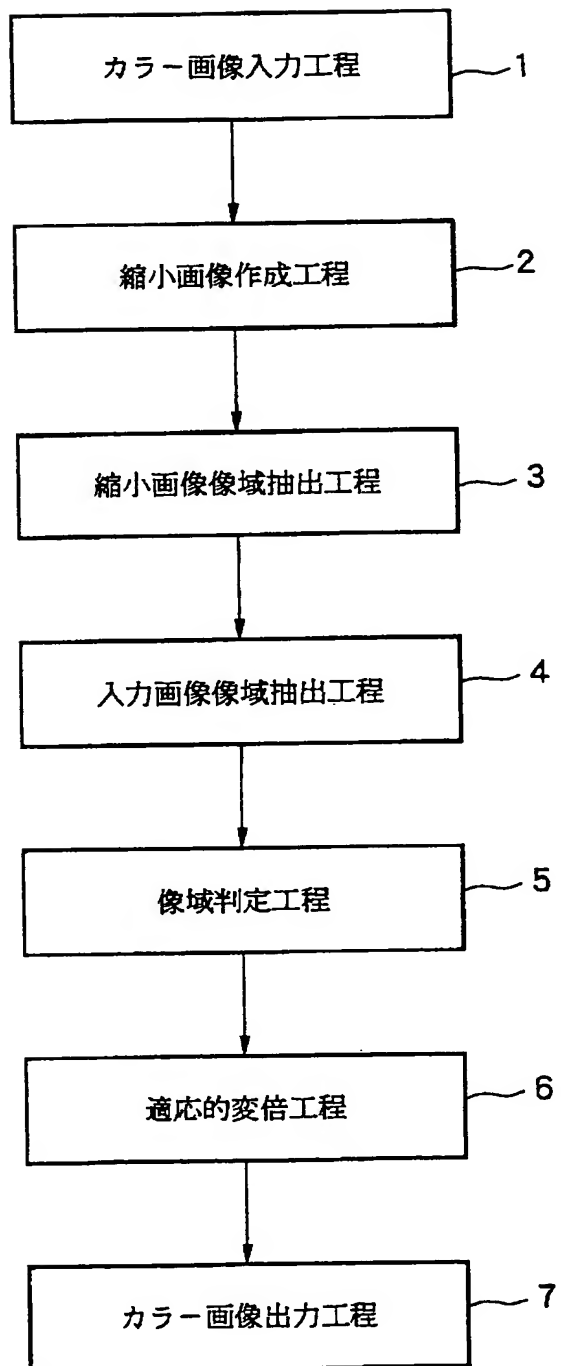 カラー画像入力工程 1
縮小画像作成工程 2
縮小画像像域抽出工程 3
入力画像像域抽出工程 4
像域判定工程 5
適応的変倍工程 6
カラー画像出力工程 7